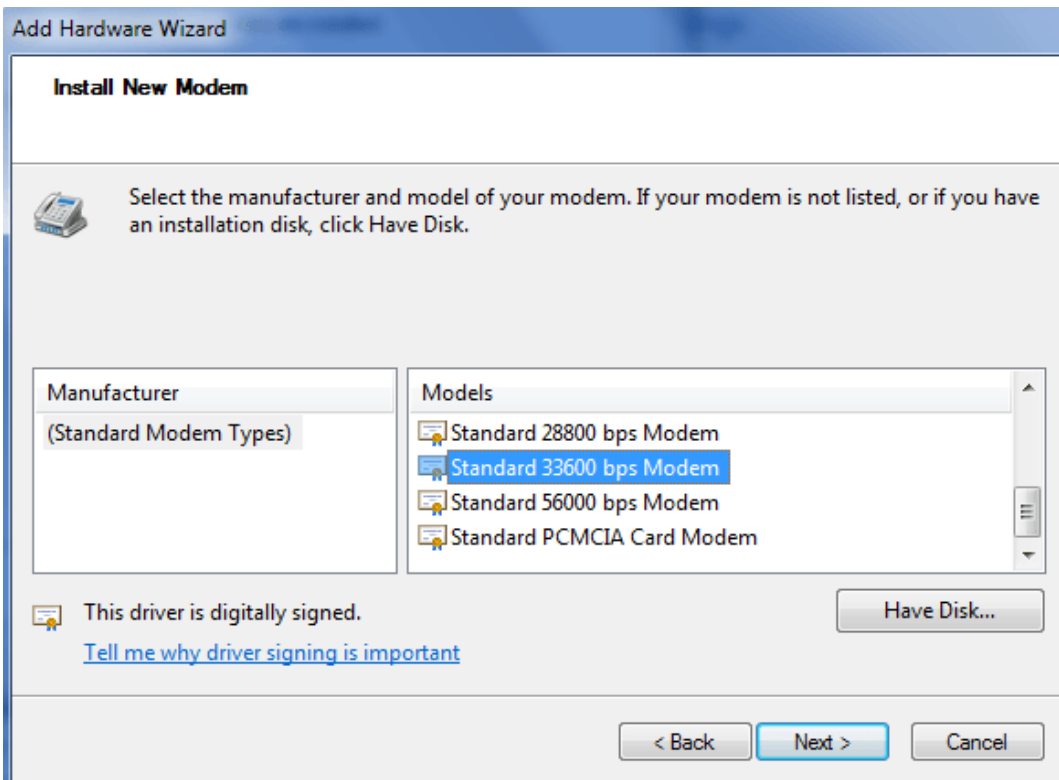 Add Hardware Wizard
Install New Modem
Select the manufacturer and model of your modem. If your modem is not listed, or if you have
an installation disk, click Have Disk.
Manufacturer
(Standard Modem Types)
Models
Standard 28800 bps Modem
Standard 33600 bps Modem
Standard 56000 bps Modem
Standard PCMCIA Card Modem
This driver is digitally signed.
Have Disk...
Tell me why driver signing is important
< Back
Next >
Cancel